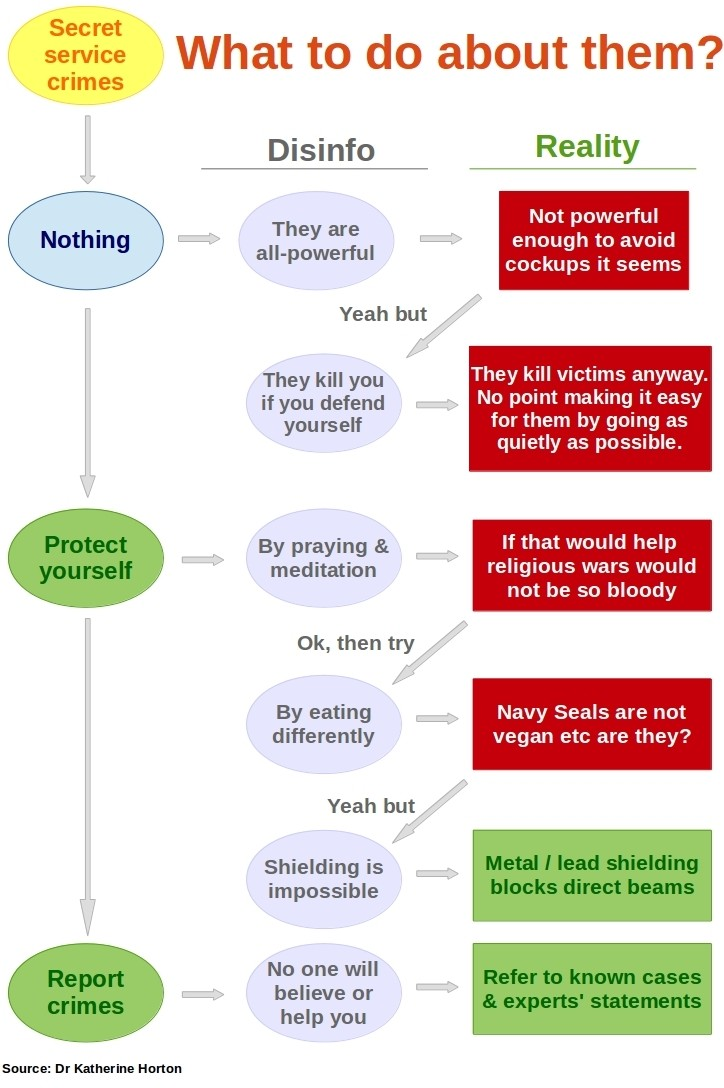 Secret
service
crimes
What to do about them?
Disinfo
Reality
Nothing
They are
all-powerful
Not powerful
enough to avoid
cockups it seems
Yeah but
They kill you
if you defend
yourself
They kill victims anyway.
No point making it easy
for them by going as
quietly as possible.
Protect
yourself
By praying &
meditation
If that would help
religious wars would
not be so bloody
Ok, then try
By eating
differently
Navy Seals are not
vegan etc are they?
Yeah but
Shielding is
impossible
Metal / lead shielding
blocks direct beams
Report
crimes
No one will
believe or
help you
Refer to known cases
& experts' statements
Source: Dr Katherine Horton